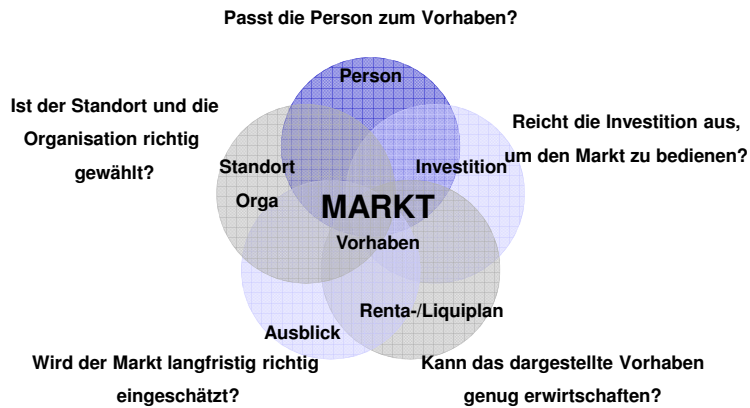 Passt die Person zum Vorhaben?
Person
Ist der Standort und die
Organisation richtig
gewählt?
Reicht die Investition aus,
um den Markt zu bedienen?
Standort
Orga
Investition
MARKT
Vorhaben
Renta-/Liquiplan
Ausblick
Wird der Markt langfristig richtig
eingeschätzt?
Kann das dargestellte Vorhaben
genug erwirtschaften?